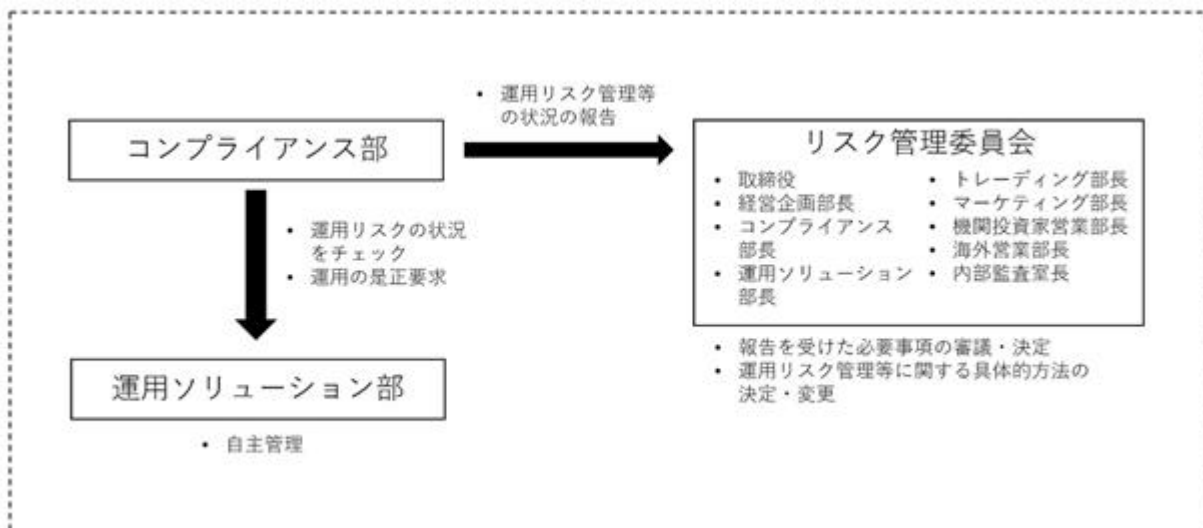 • 運用リスク管理等
の状況の報告
コンプライアンス部
• 運用リスクの状況
をチェック
• 運用の是正要求
運用ソリューション部
• 自主管理
リスク管理委員会
• 取締役
• 経営企画部長
• コンプライアンス
部長
• 運用ソリューション
部長
• トレーディング部長
• マーケティング部長
• 機関投資家営業部長
• 海外営業部長
• 内部監査室長
• 報告を受けた必要事項の審議・決定
• 運用リスク管理等に関する具体的方法の
決定・変更